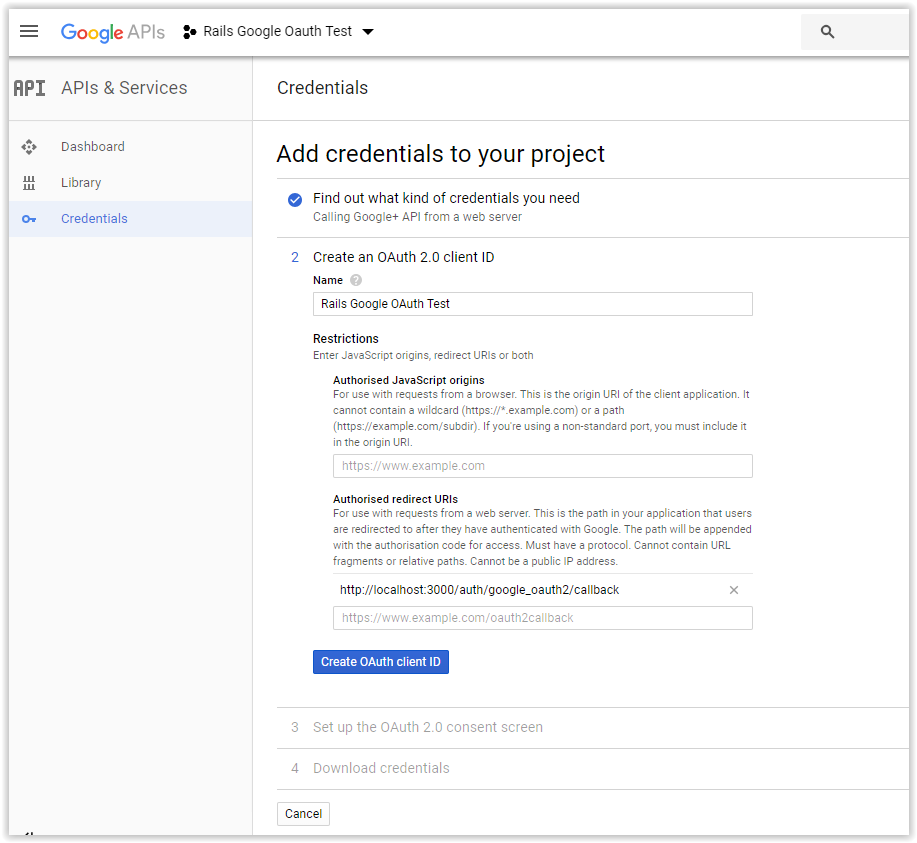 Google APIs Rails Google Oauth Test
API APIs & Services
Credentials
Dashboard
Library
Credentials
Add credentials to your project
Find out what kind of credentials you need
Calling Google+ API from a web server
2 Create an OAuth 2.0 client ID
Name ?
Rails Google OAuth Test
Restrictions
Enter JavaScript origins, redirect URIs or both
Authorised JavaScript origins
For use with requests from a browser. This is the origin URI of the client application. It
cannot contain a wildcard (https://*.example.com) or a path
(https://example.com/subdir). If you're using a non-standard port, you must include it
in the origin URI.
https://www.example.com
Authorised redirect URIs
For use with requests from a web server. This is the path in your application that users
are redirected to after they have authenticated with Google. The path will be appended
with the authorisation code for access. Must have a protocol. Cannot contain URL
fragments or relative paths. Cannot be a public IP address.
http://localhost:3000/auth/google_oauth2/callback
https://www.example.com/oauth2callback
Create OAuth client ID
3 Set up the OAuth 2.0 consent screen
4 Download credentials
Cancel